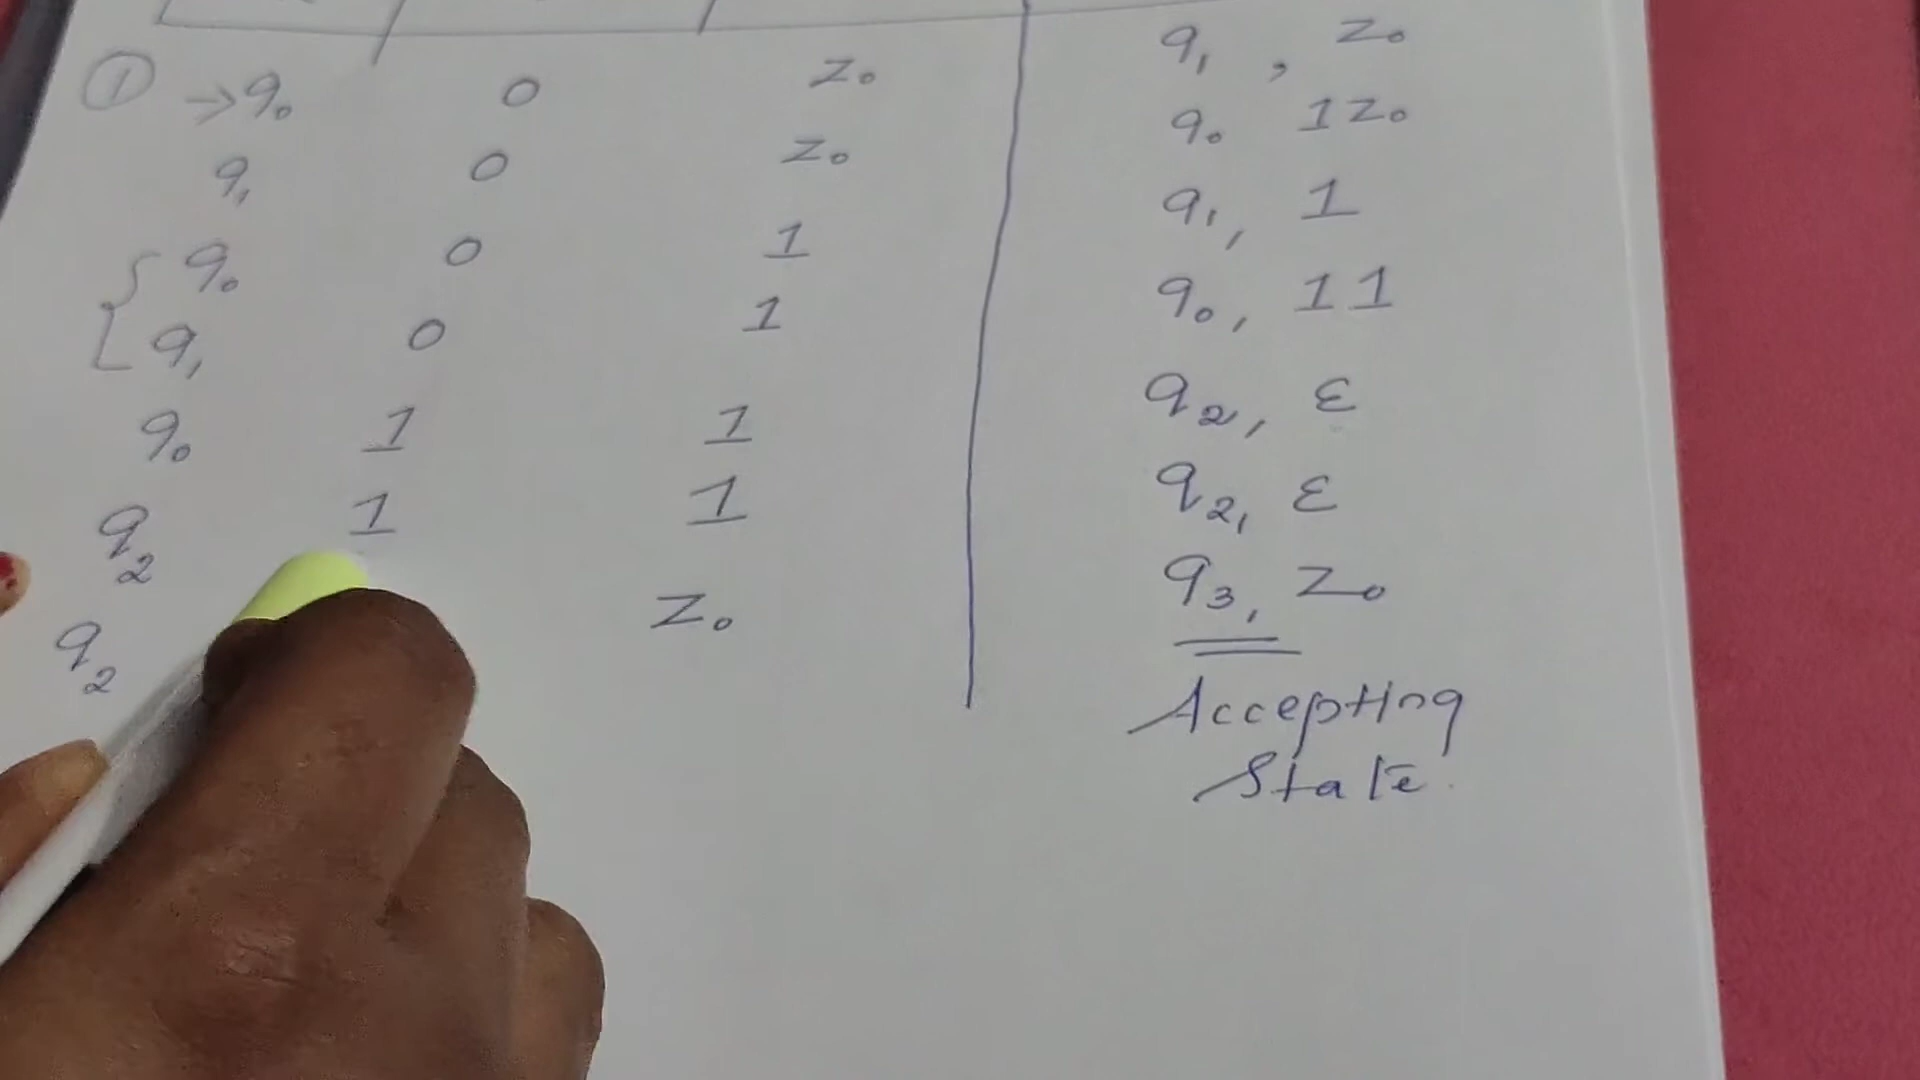 ① → q₀ 0 z₀ q₁, z₀
q₁ 0 z₀ q₀ 1z₀
q₀ 0 1 q₁, 1
q₁ 0 1 q₀, 11
q₀ 1 1 q₂, ε
q₂ 1 1 q₂, ε
q₂ z₀ q₃, z₀
Accepting
State.